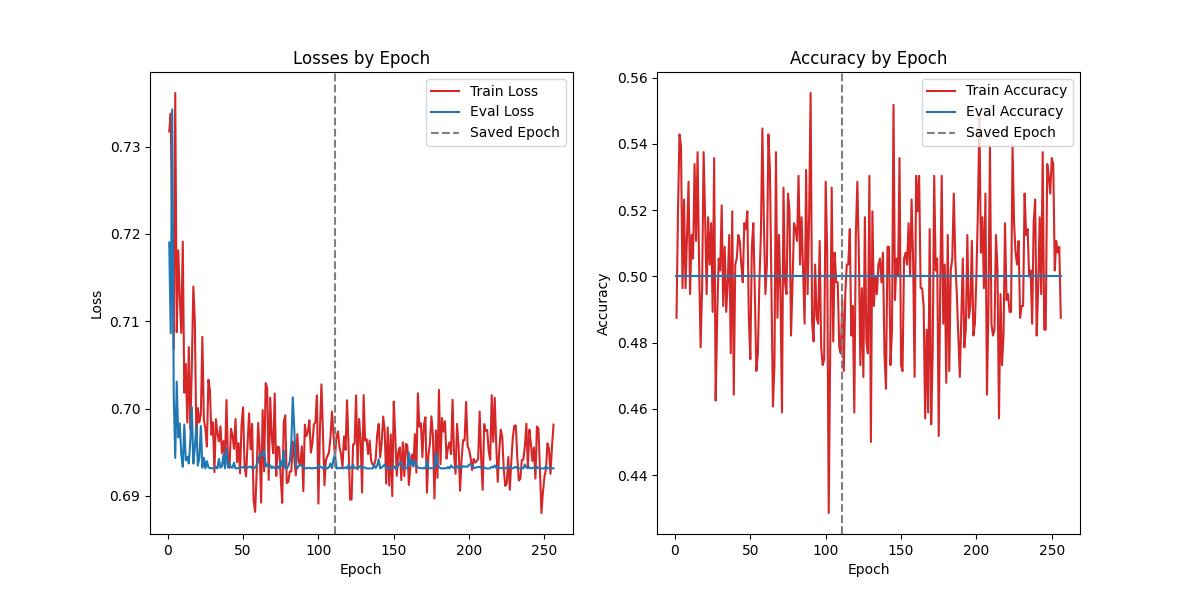 Losses by Epoch
Train Loss
Eval Loss
Saved Epoch
0.73
0.72
0.71
0.70
0.69
Loss
0 50 100 150 200 250
Epoch
Accuracy by Epoch
Train Accuracy
Eval Accuracy
Saved Epoch
0.56
0.54
0.52
0.50
0.48
0.46
0.44
Accuracy
0 50 100 150 200 250
Epoch